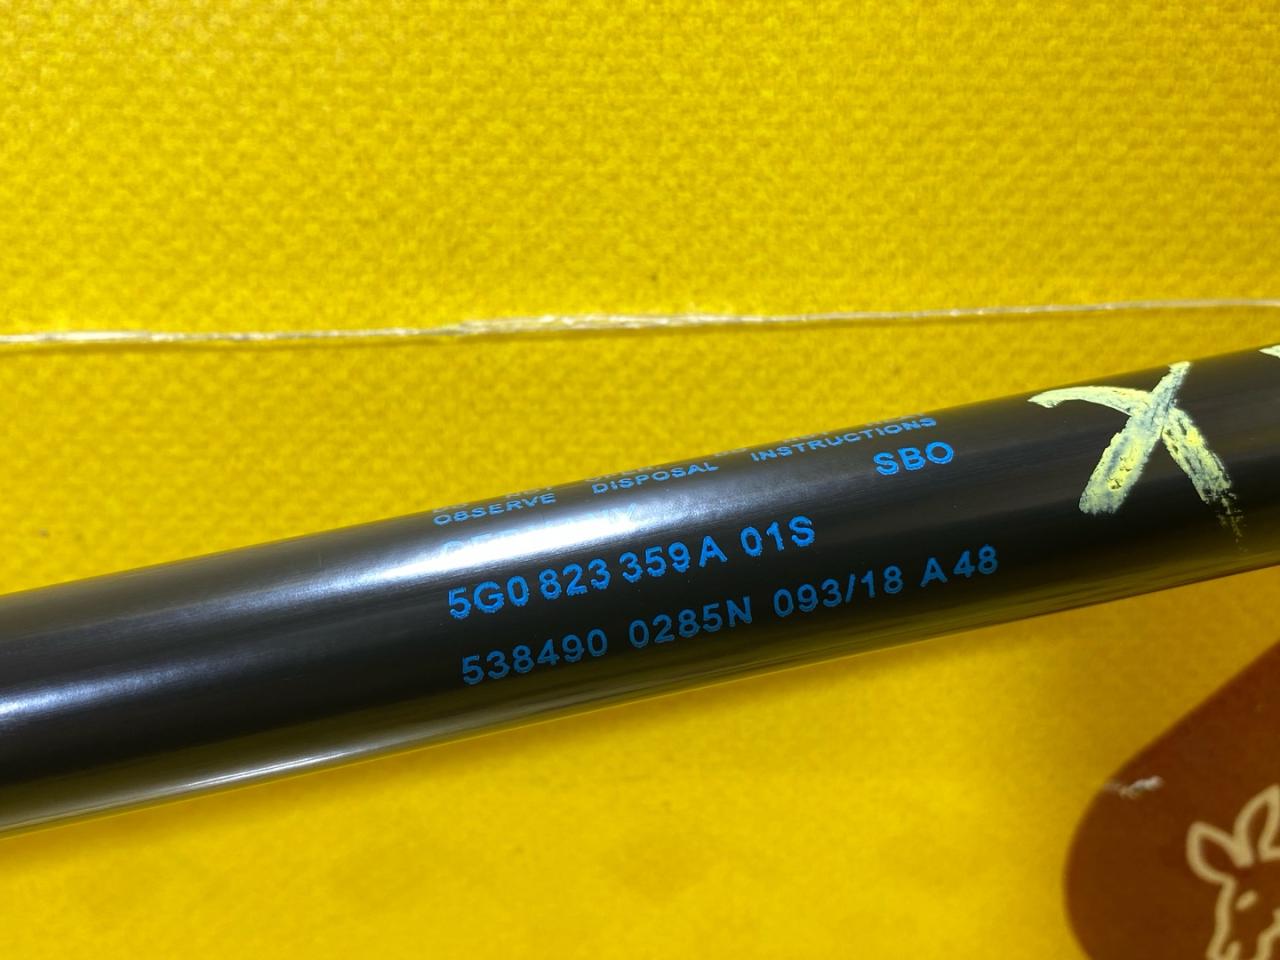 OBSERVE DISPOSAL INSTRUCTIONS
SBO
5G0 823 359 A 01S
538490 0285N 093/18 A48
X